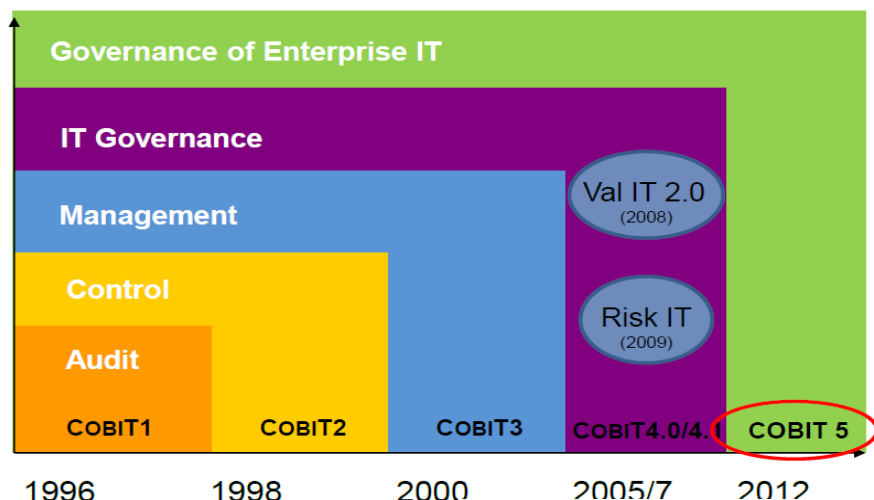 Governance of Enterprise IT
IT Governance
Val IT 2.0
(2008)
Management
Control
Risk IT
(2009)
Audit
COBIT1 COBIT2 COBIT3 COBIT4.0/4.1 COBIT 5
1996 1998 2000 2005/7 2012